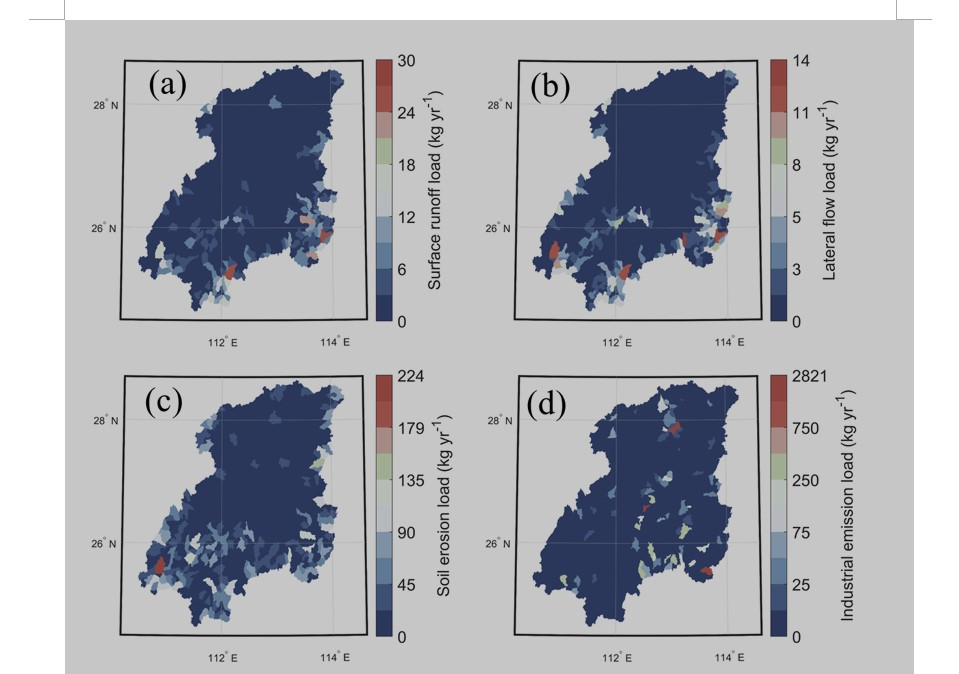 (a)
28° N
26° N
112° E
114° E
30
24
18
12
6
0
Surface runoff load (kg yr-1)
(b)
28° N
26° N
112° E
114° E
14
11
8
5
3
0
Lateral flow load (kg yr-1)
(c)
28° N
26° N
112° E
114° E
224
179
135
90
45
0
Soil erosion load (kg yr-1)
(d)
28° N
26° N
112° E
114° E
2821
750
250
75
25
0
Industrial emission load (kg yr-1)